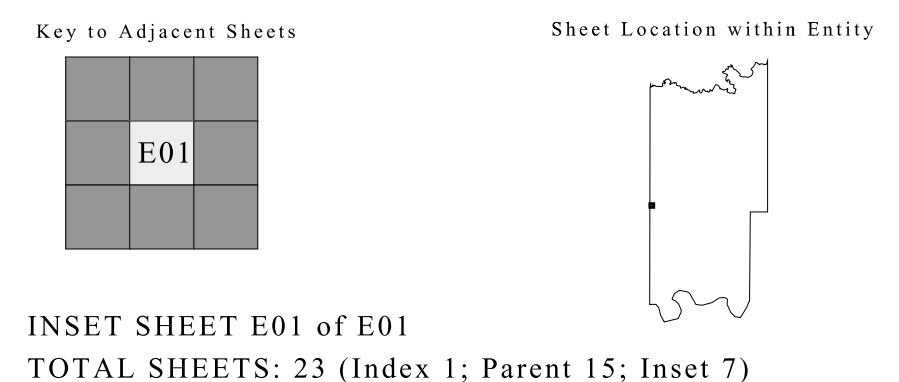 Key to Adjacent Sheets
Sheet Location within Entity
E01
INSET SHEET E01 of E01
TOTAL SHEETS: 23 (Index 1; Parent 15; Inset 7)